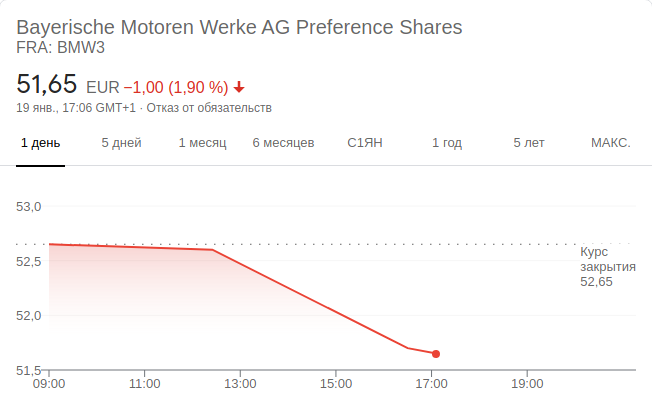 Bayerische Motoren Werke AG Preference Shares
FRA: BMW3
51,65 EUR −1,00 (1,90 %)
19 янв., 17:06 GMT+1 · Отказ от обязательств
1 день 5 дней 1 месяц 6 месяцев С1ЯН 1 год 5 лет МАКС.
53,0
52,5
52,0
51,5
Курс
закрытия
52,65
09:00 11:00 13:00 15:00 17:00 19:00